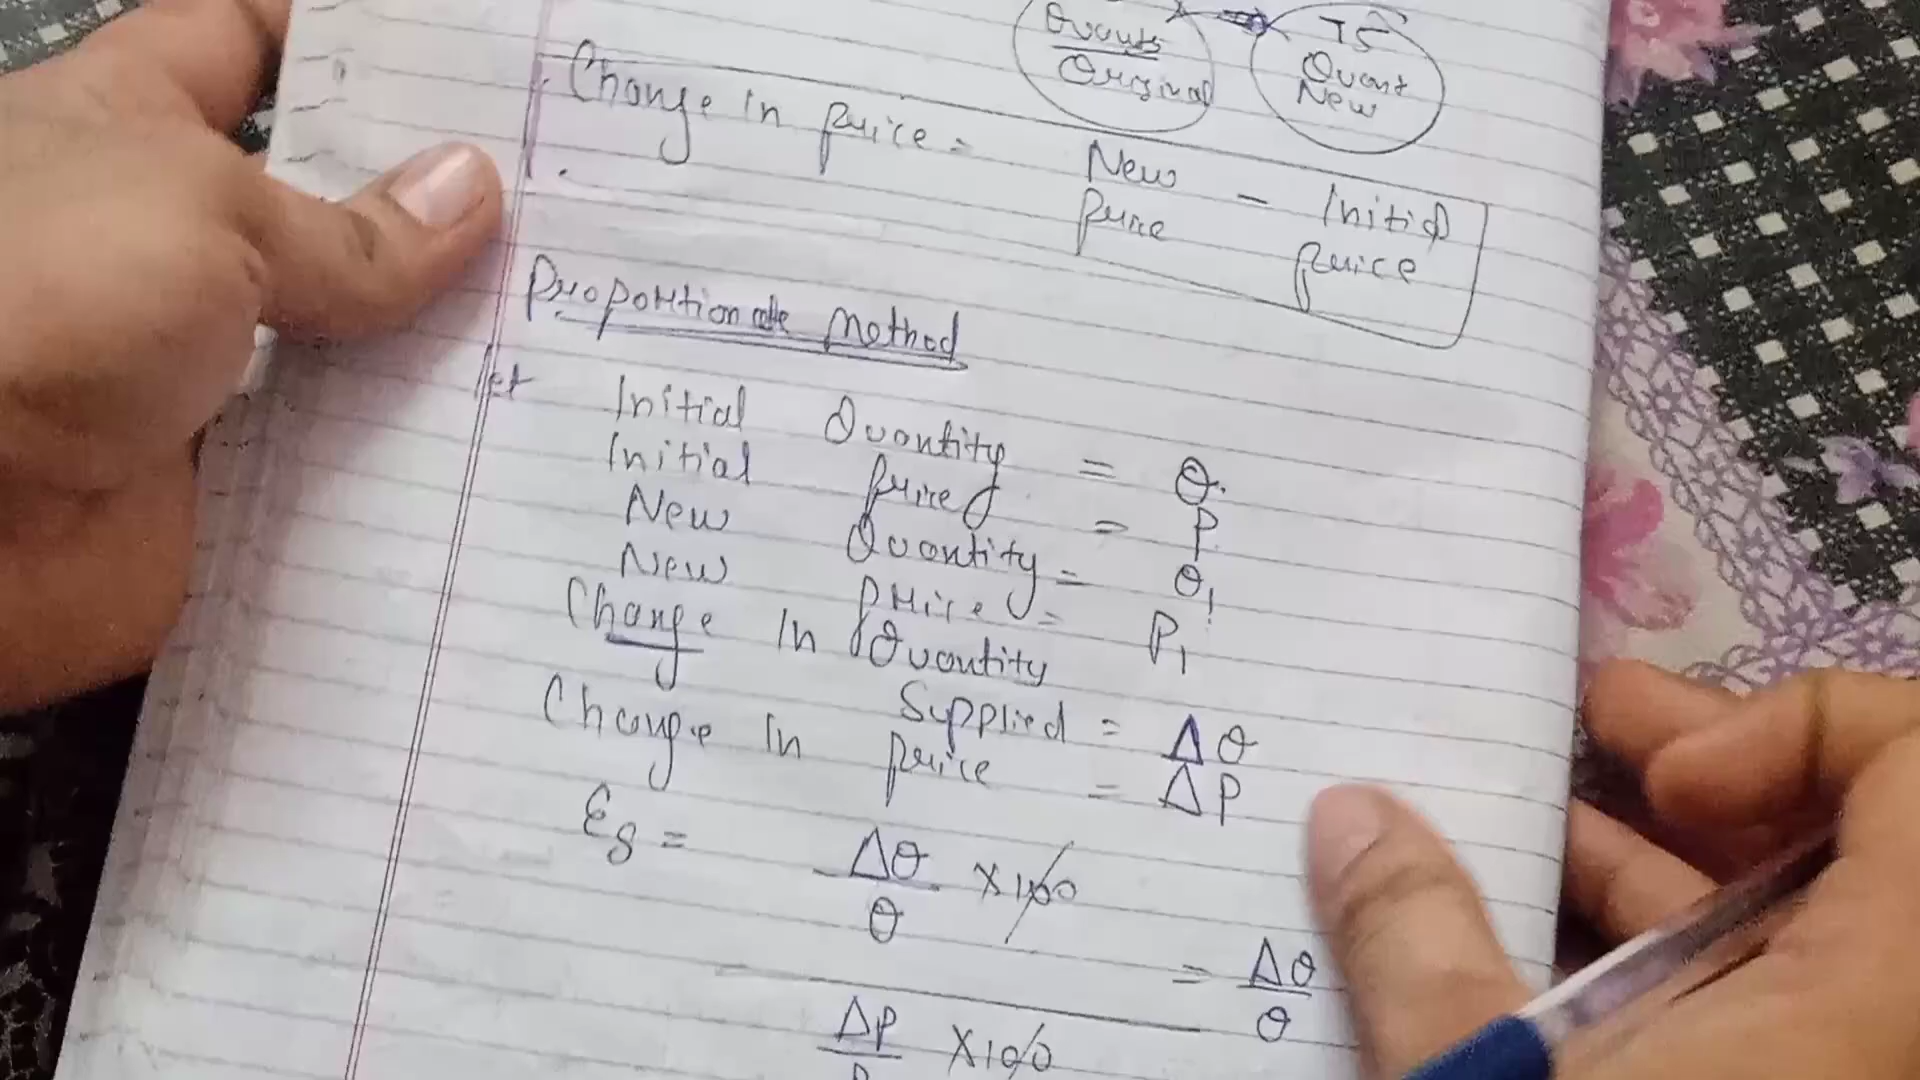 Quant
Original
Quant
New
Change in price = New price - Initial price
Proportionate Method
let Initial Quantity = Q
Initial price = P
New Quantity = Q1
New price = P1
Change In Quantity
Supplied = ΔQ
Change In price = ΔP
Es = ΔQ/Q × 100
= ΔQ/Q
ΔP × 100